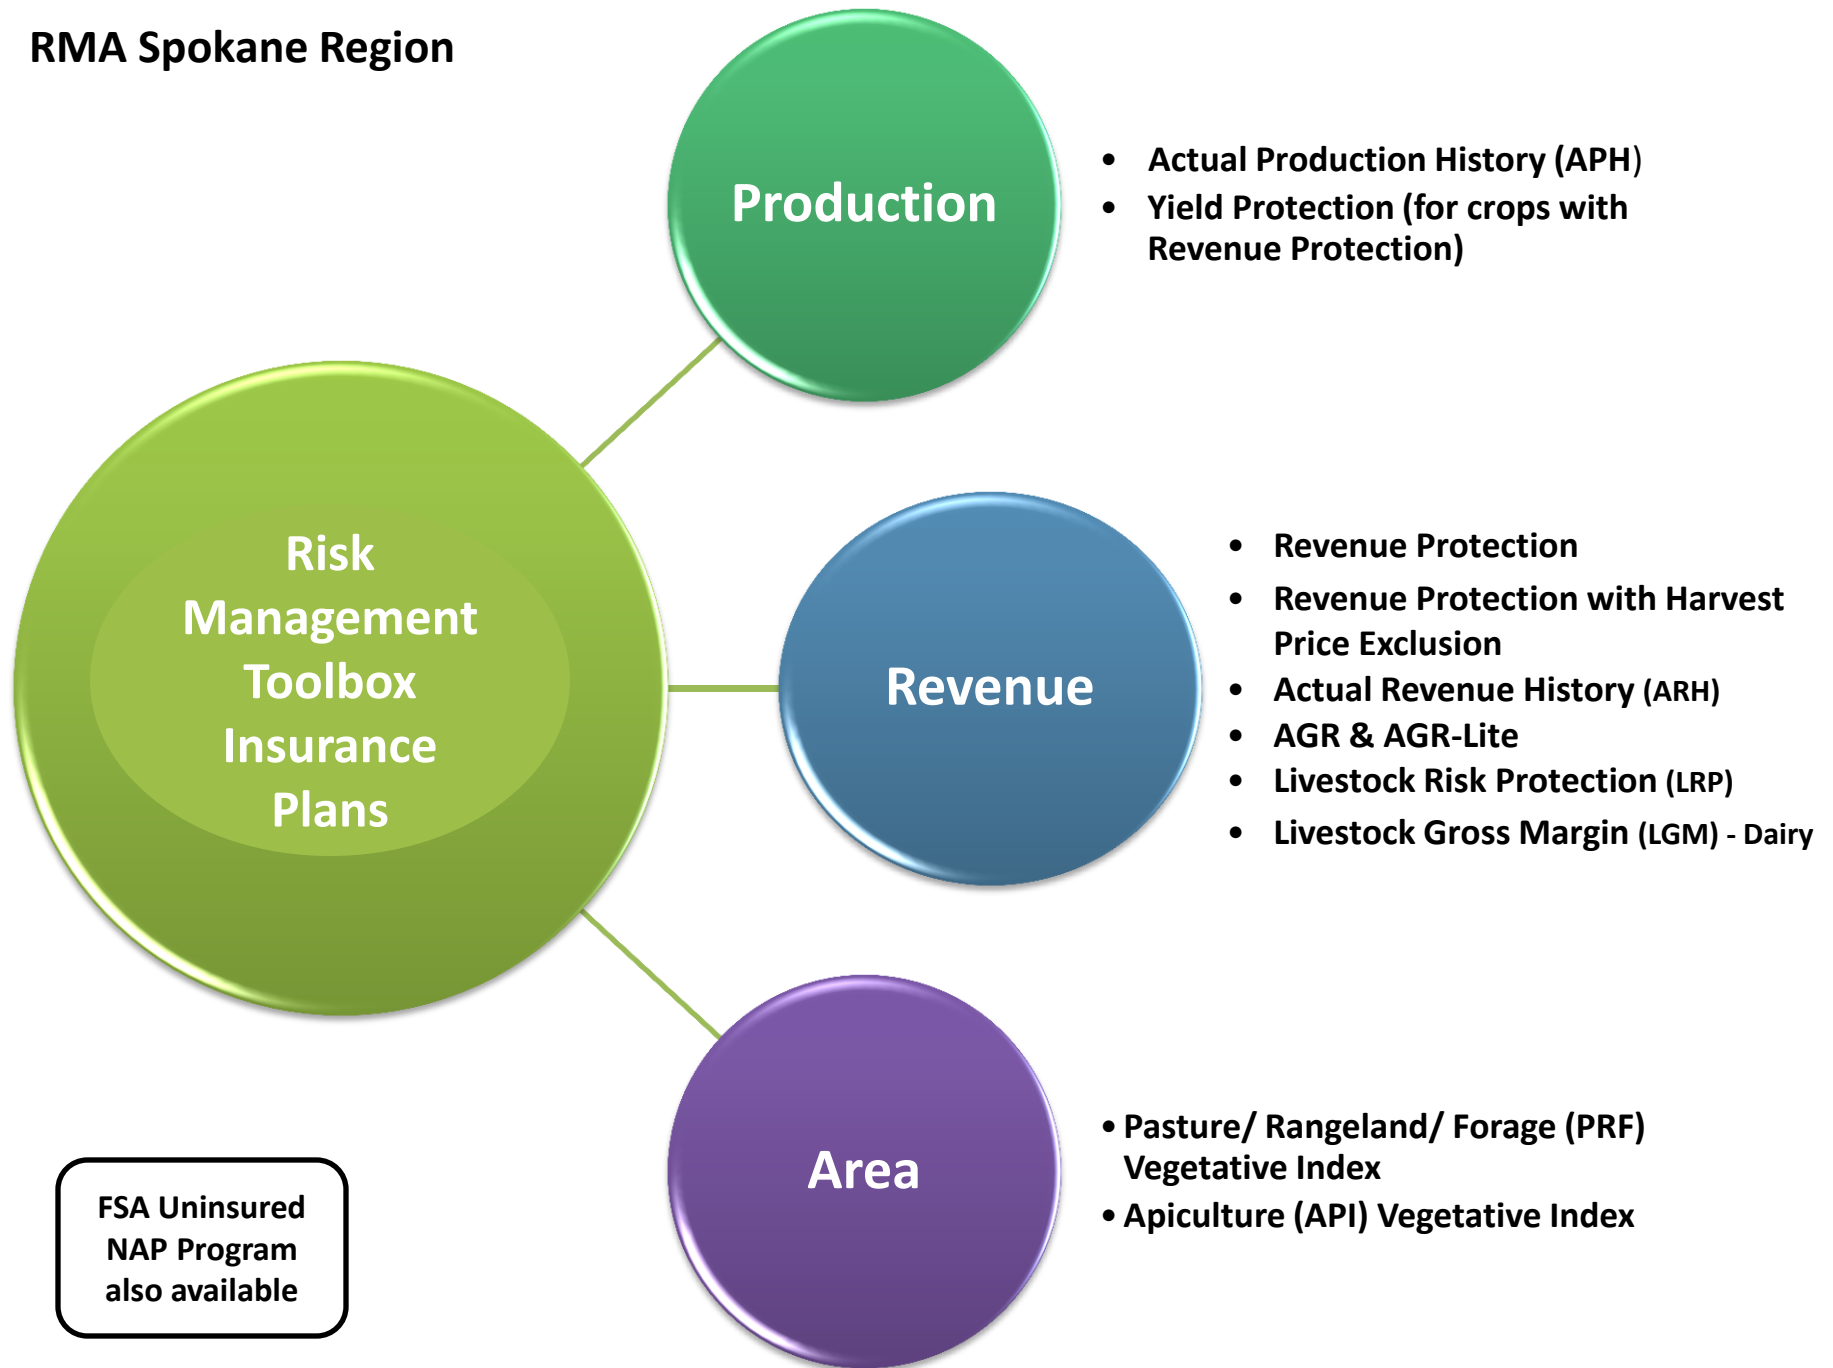 RMA Spokane Region
Production
• Actual Production History (APH)
• Yield Protection (for crops with
Revenue Protection)
Risk
Management
Toolbox
Insurance
Plans
Revenue
• Revenue Protection
• Revenue Protection with Harvest
Price Exclusion
• Actual Revenue History (ARH)
• AGR & AGR-Lite
• Livestock Risk Protection (LRP)
• Livestock Gross Margin (LGM) - Dairy
Area
• Pasture/ Rangeland/ Forage (PRF)
Vegetative Index
• Apiculture (API) Vegetative Index
FSA Uninsured
NAP Program
also available